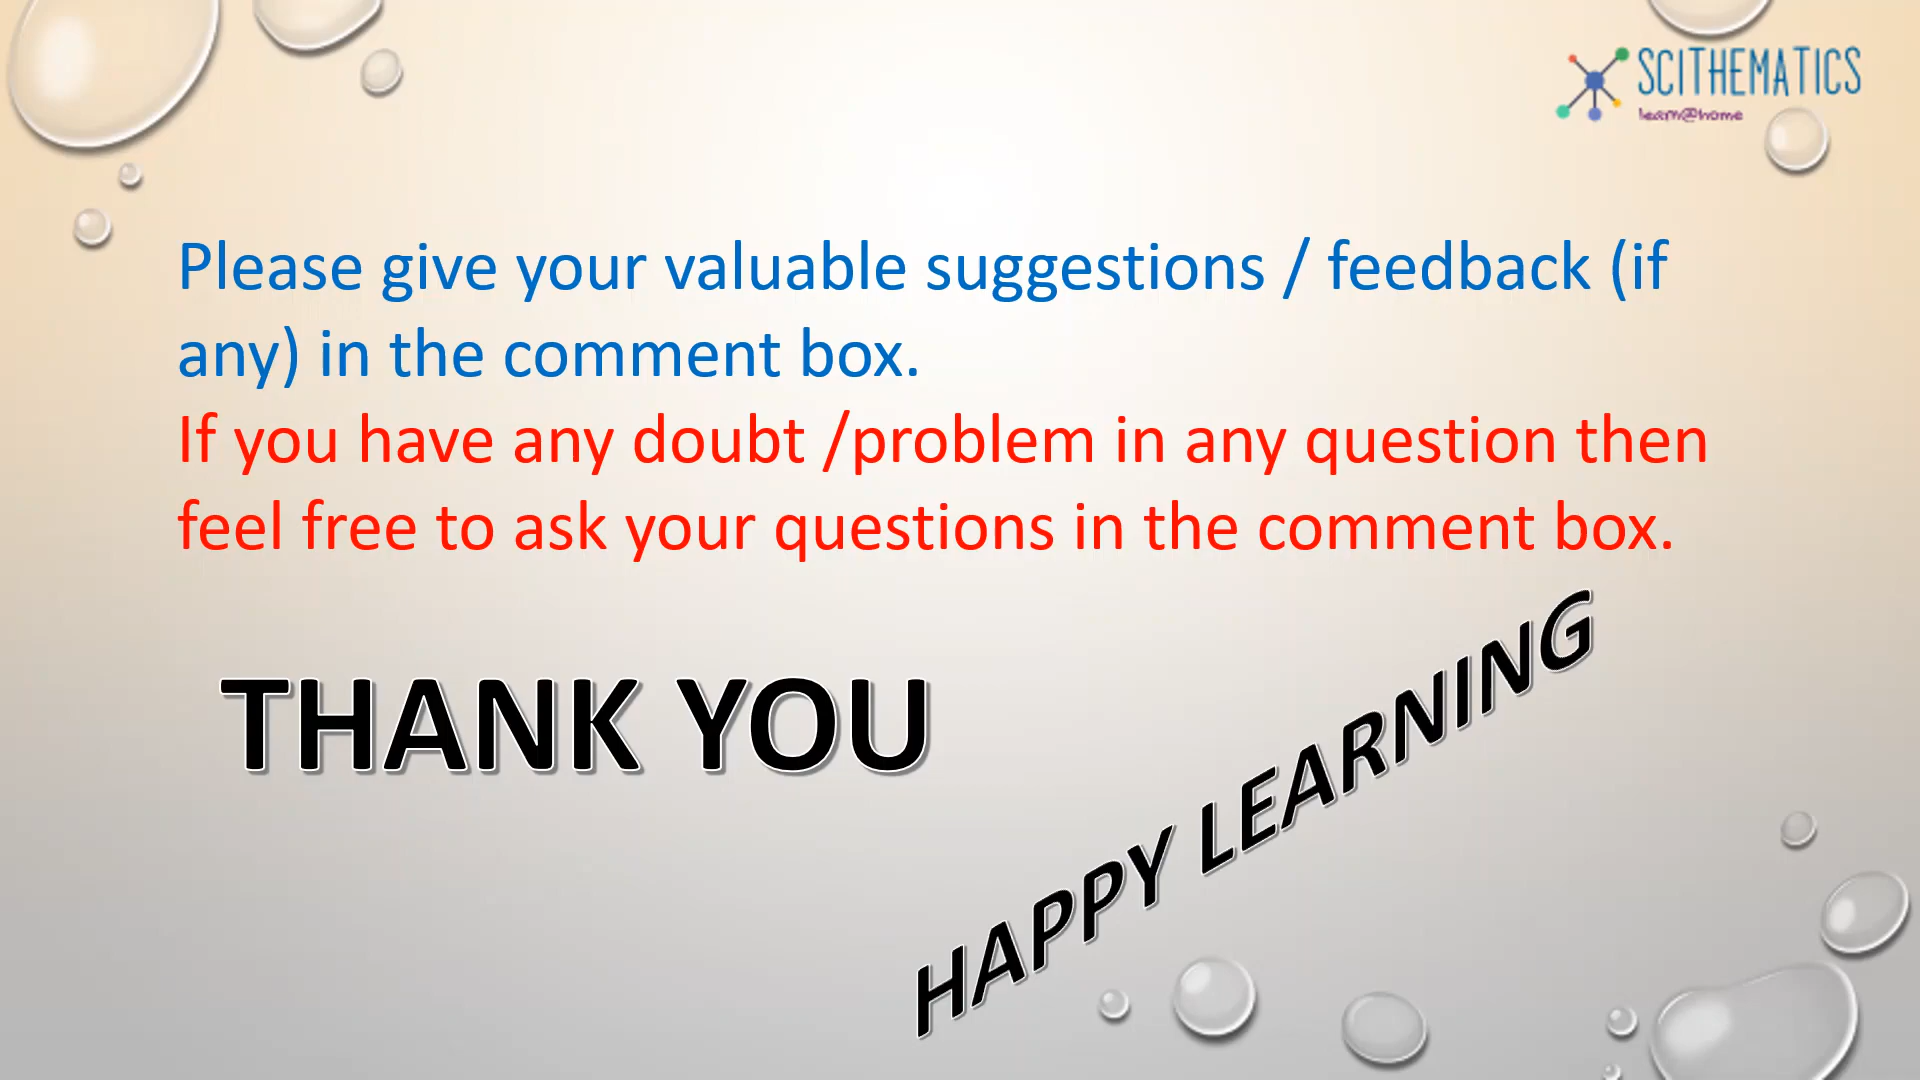 SCITHEMATICS
learn@home
Please give your valuable suggestions / feedback (if
any) in the comment box.
If you have any doubt /problem in any question then
feel free to ask your questions in the comment box.
THANK YOU
HAPPY LEARNING